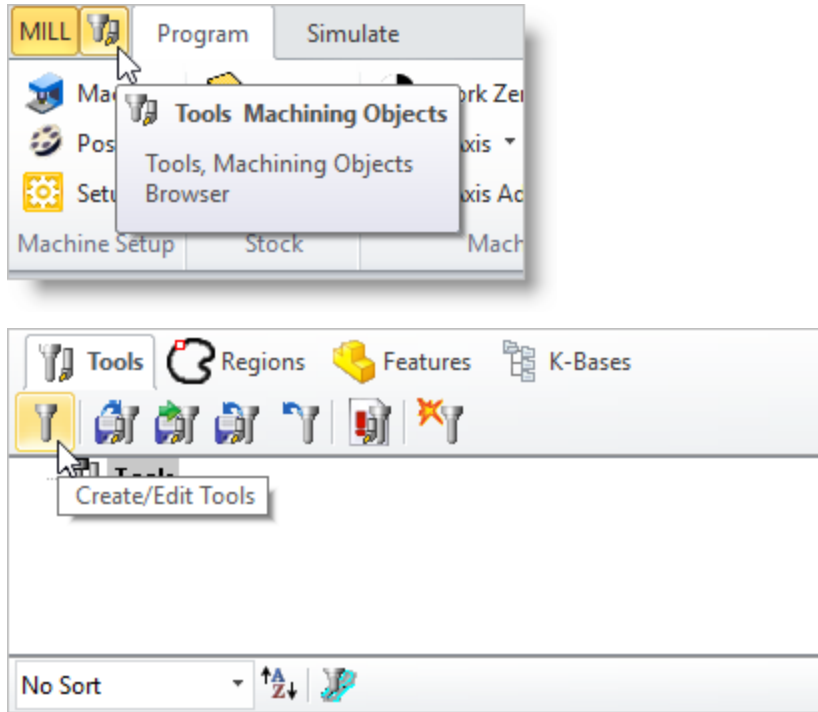 MILL Program Simulate
Tools Machining Objects
Tools, Machining Objects
Browser
Machine Setup Stock
Tools Regions Features K-Bases
Tools
Create/Edit Tools
No Sort